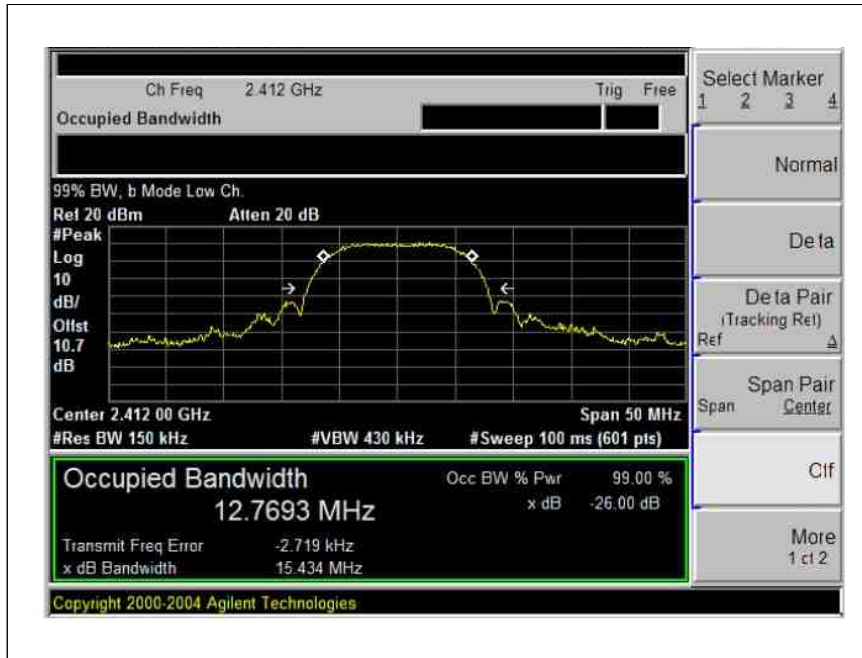 Ch Freq 2.412 GHz Trig Free
Occupied Bandwidth
99% BW, b Mode Low Ch.
Ref 20 dBm Atten 20 dB
#Peak
Log
10
dB/
Offst
10.7
dB
Center 2.412 00 GHz Span 50 MHz
#Res BW 150 kHz #VBW 430 kHz #Sweep 100 ms (601 pts)
Occupied Bandwidth Occ BW % Pwr 99.00 %
12.7693 MHz x dB -26.00 dB
Transmit Freq Error -2.719 kHz
x dB Bandwidth 15.434 MHz
Copyright 2000-2004 Agilent Technologies
Select Marker
1 2 3 4
Normal
Delta
Delta Pair
(Tracking Ref)
Ref Δ
Span Pair
Span Center
Off
More
1 of 2